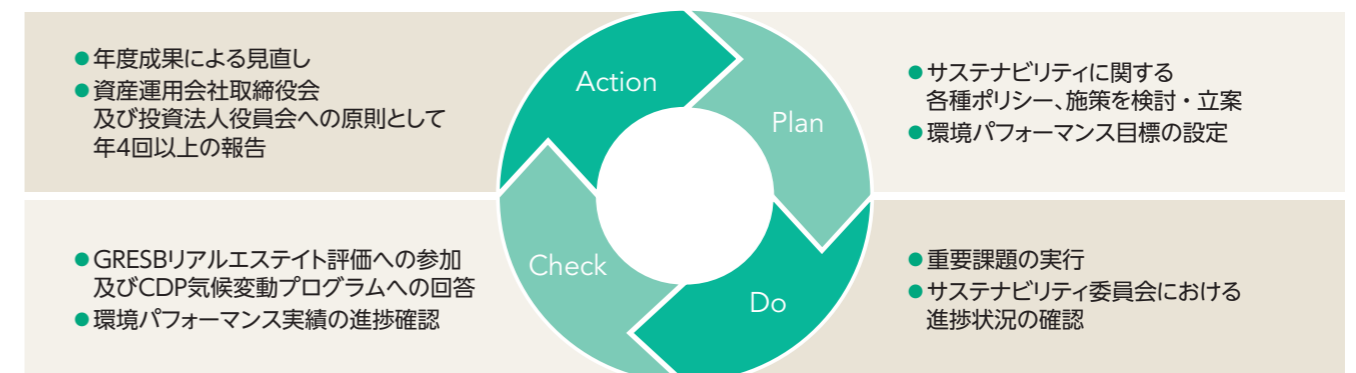 Action
●年度成果による見直し
●資産運用会社取締役会
及び投資法人役員会への原則として
年4回以上の報告
Plan
●サステナビリティに関する
各種ポリシー、施策を検討・立案
●環境パフォーマンス目標の設定
Check
●GRESBリアルエステイト評価への参加
及びCDP気候変動プログラムへの回答
●環境パフォーマンス実績の進捗確認
Do
●重要課題の実行
●サステナビリティ委員会における
進捗状況の確認